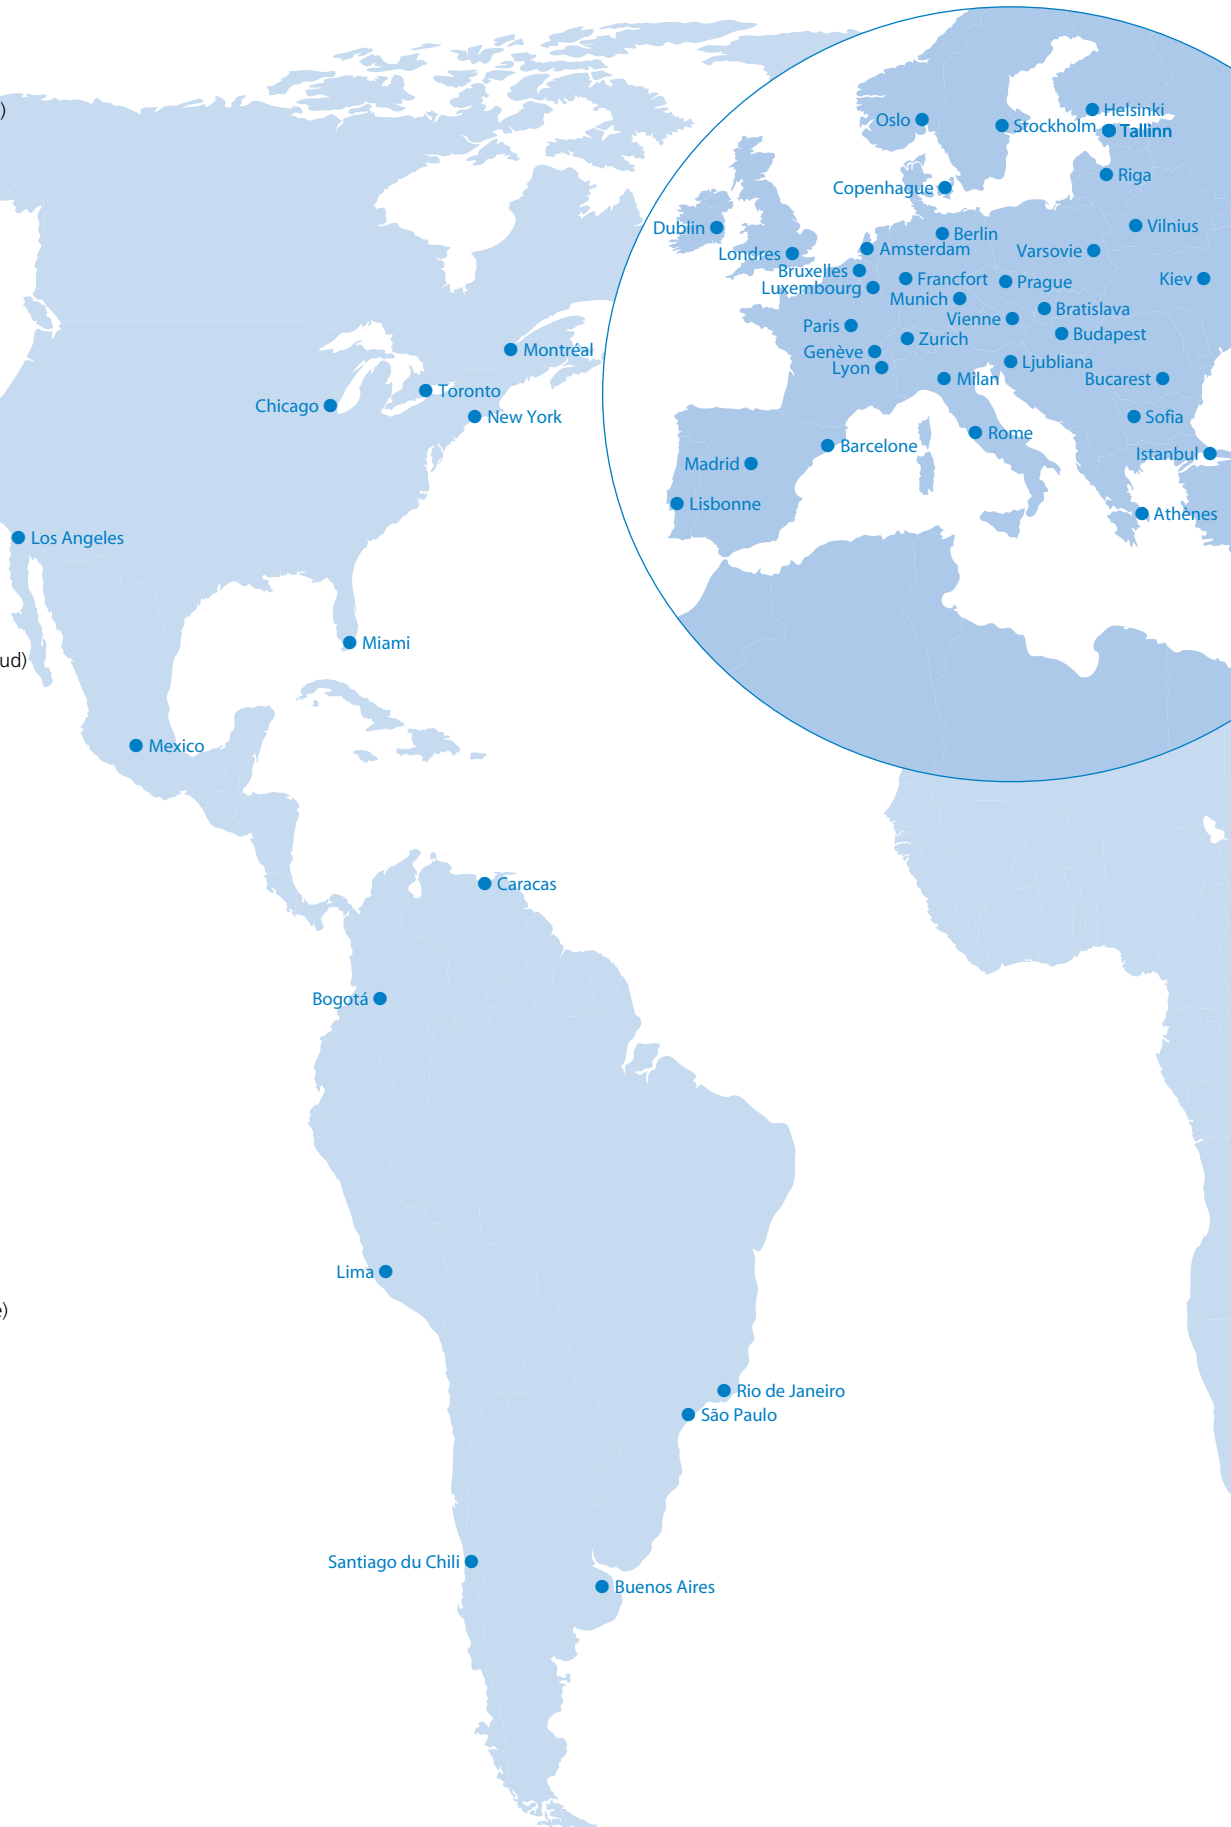 )
Helsinki
Oslo
Stockholm
Tallinn
Riga
Copenhague
Vilnius
Dublin
Berlin
Amsterdam
Varsovie
Londres
Bruxelles
Francfort
Prague
Kiev
Luxembourg
Munich
Bratislava
Vienne
Paris
Budapest
Zurich
Montréal
Genève
Ljubliana
Lyon
Milan
Bucarest
Toronto
Chicago
New York
Sofia
Rome
Barcelone
Istanbul
Madrid
Lisbonne
Athènes
Los Angeles
Miami
ud)
Mexico
Caracas
Bogotá
Lima
)
Rio de Janeiro
São Paulo
Santiago du Chili
Buenos Aires